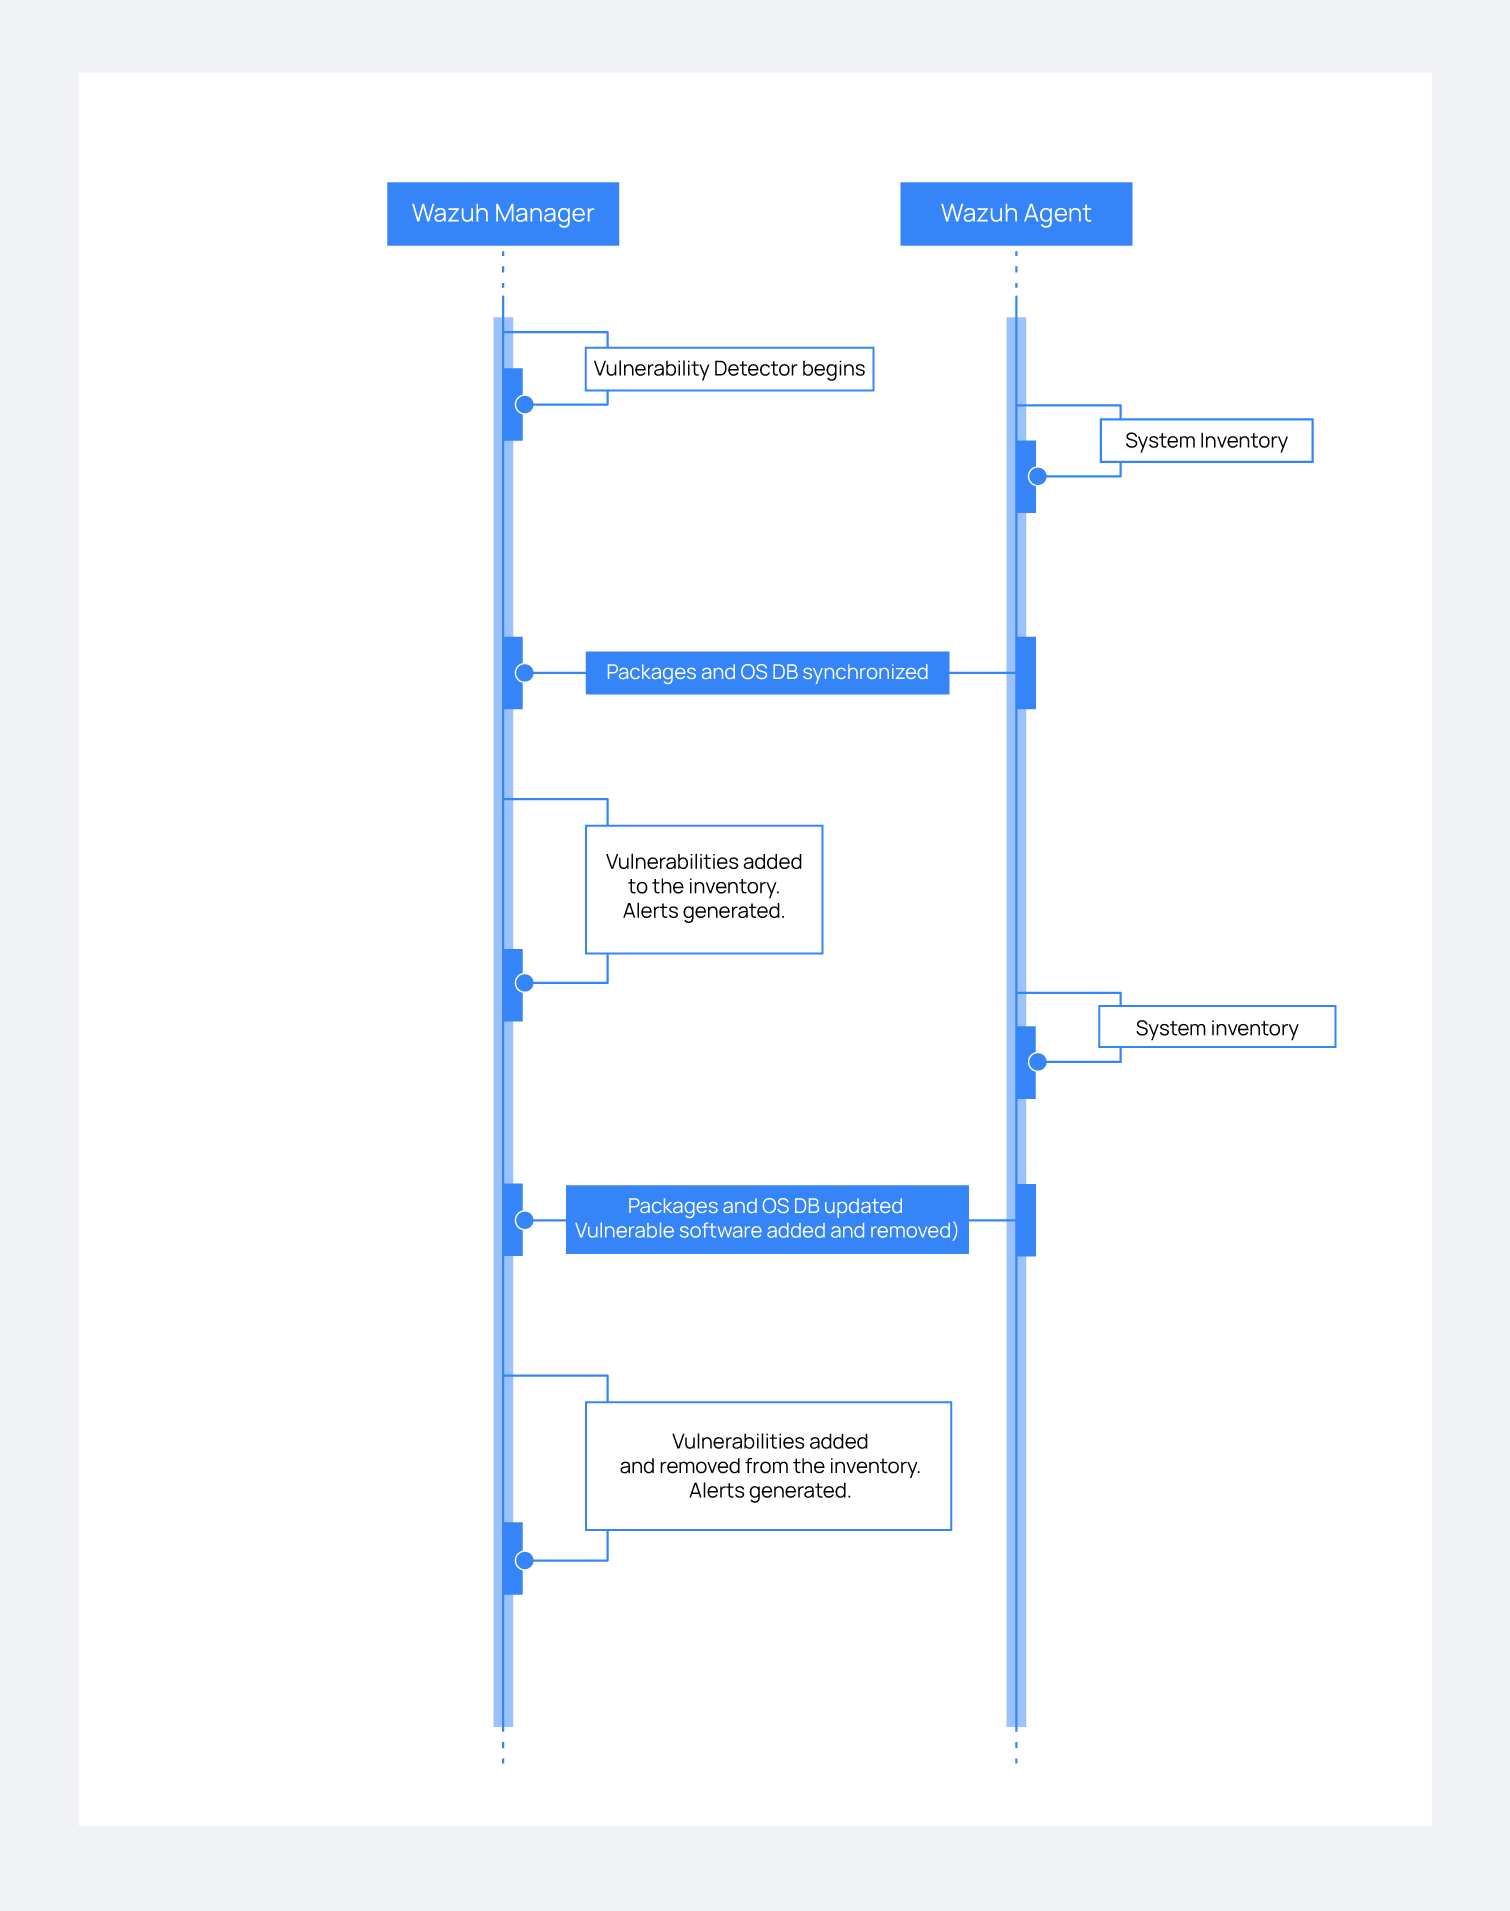 Wazuh Manager
Wazuh Agent
Vulnerability Detector begins
System Inventory
Packages and OS DB synchronized
Vulnerabilities added
to the inventory.
Alerts generated.
System inventory
Packages and OS DB updated
Vulnerable software added and removed)
Vulnerabilities added
and removed from the inventory.
Alerts generated.